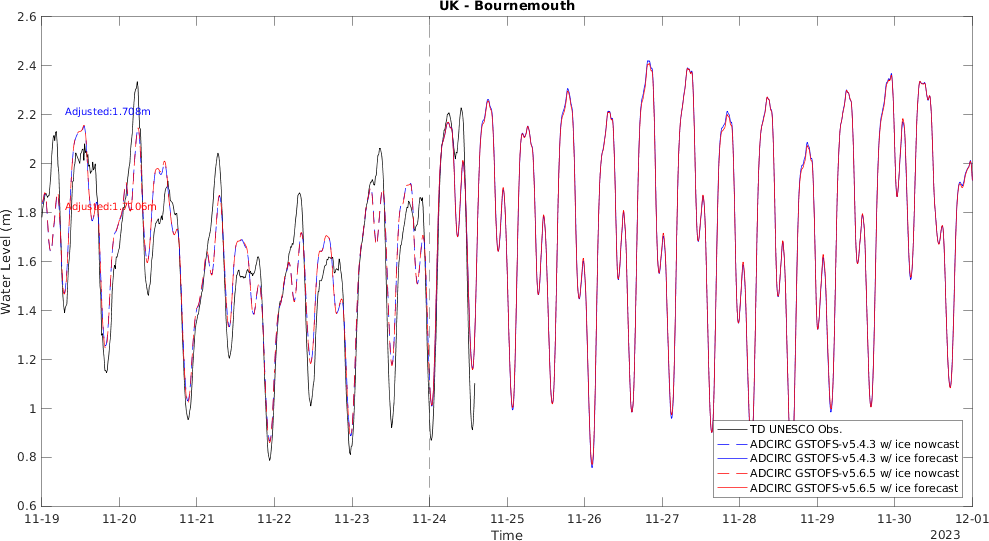 UK - Bournemouth
2.6
2.4
2.2
2
1.8
1.6
1.4
1.2
1
0.8
0.6
Water Level (m)
Adjusted:1.708m
TD UNESCO Obs.
ADCIRC GSTOFS-v5.4.3 w/ ice nowcast
ADCIRC GSTOFS-v5.4.3 w/ ice forecast
ADCIRC GSTOFS-v5.6.5 w/ ice nowcast
ADCIRC GSTOFS-v5.6.5 w/ ice forecast
11-19 11-20 11-21 11-22 11-23 11-24 11-25 11-26 11-27 11-28 11-29 11-30 12-01
Time
2023